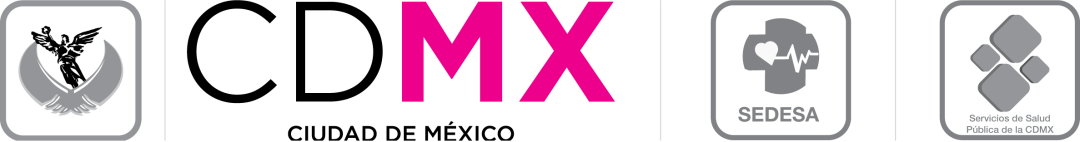 CDMX
CIUDAD DE MÉXICO
SEDESA
Servicios de Salud
Pública de la CDMX